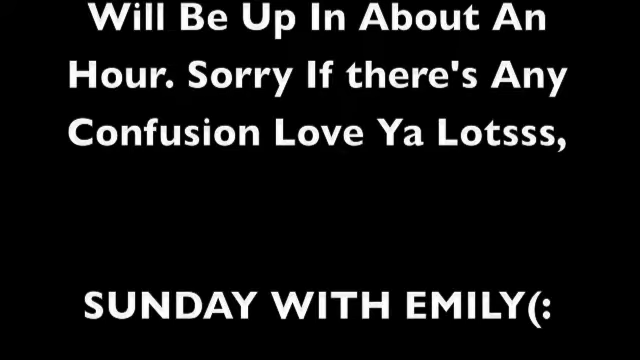 Will Be Up In About An
Hour. Sorry If there's Any
Confusion Love Ya Lotsss,
SUNDAY WITH EMILY(: